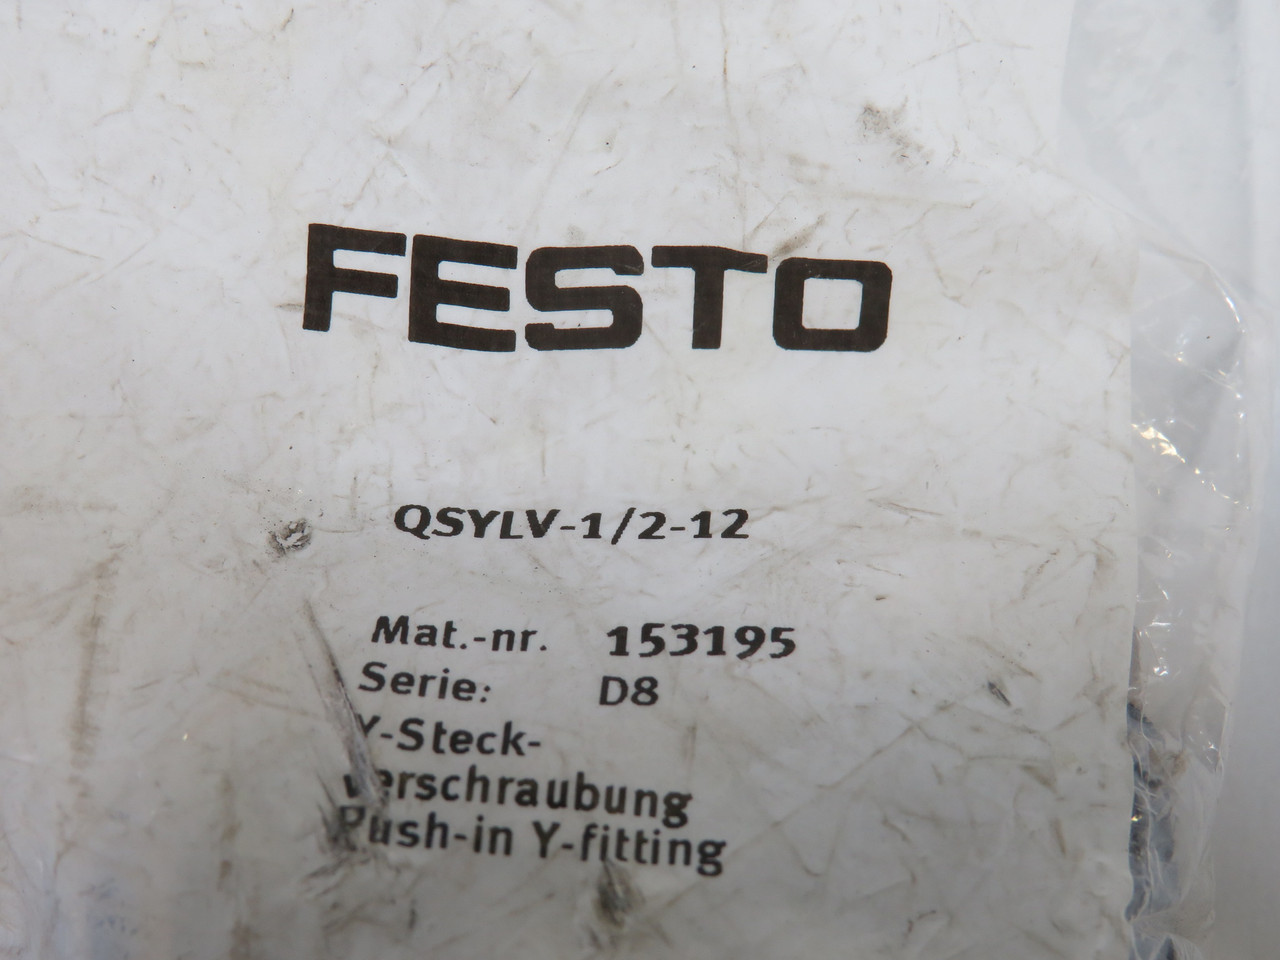 FESTO
QSYLV-1/2-12
Mat.-nr. 153195
Serie: D8
Y-Steck-
verschraubung
Push-in Y-fitting